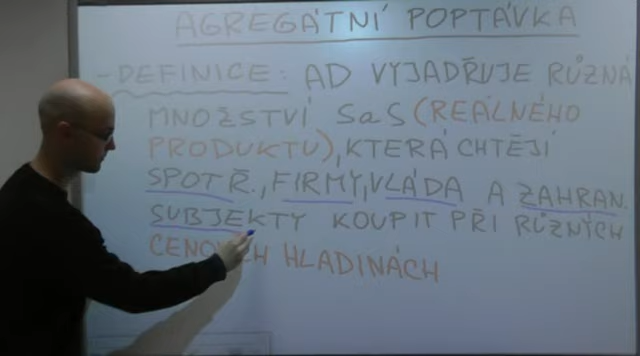 AGREGÁTNÍ POPTÁVKA
- DEFINICE: AD VYJADŘUJE RŮZNÁ
MNOŽSTVÍ SaS (REÁLNÉHO
PRODUKTU), KTERÁ CHTĚJÍ
SPOTŘ., FIRMY, VLÁDA A ZAHRAN.
SUBJEKTY KOUPIT PŘI RŮZNÝCH
HLADINÁCH